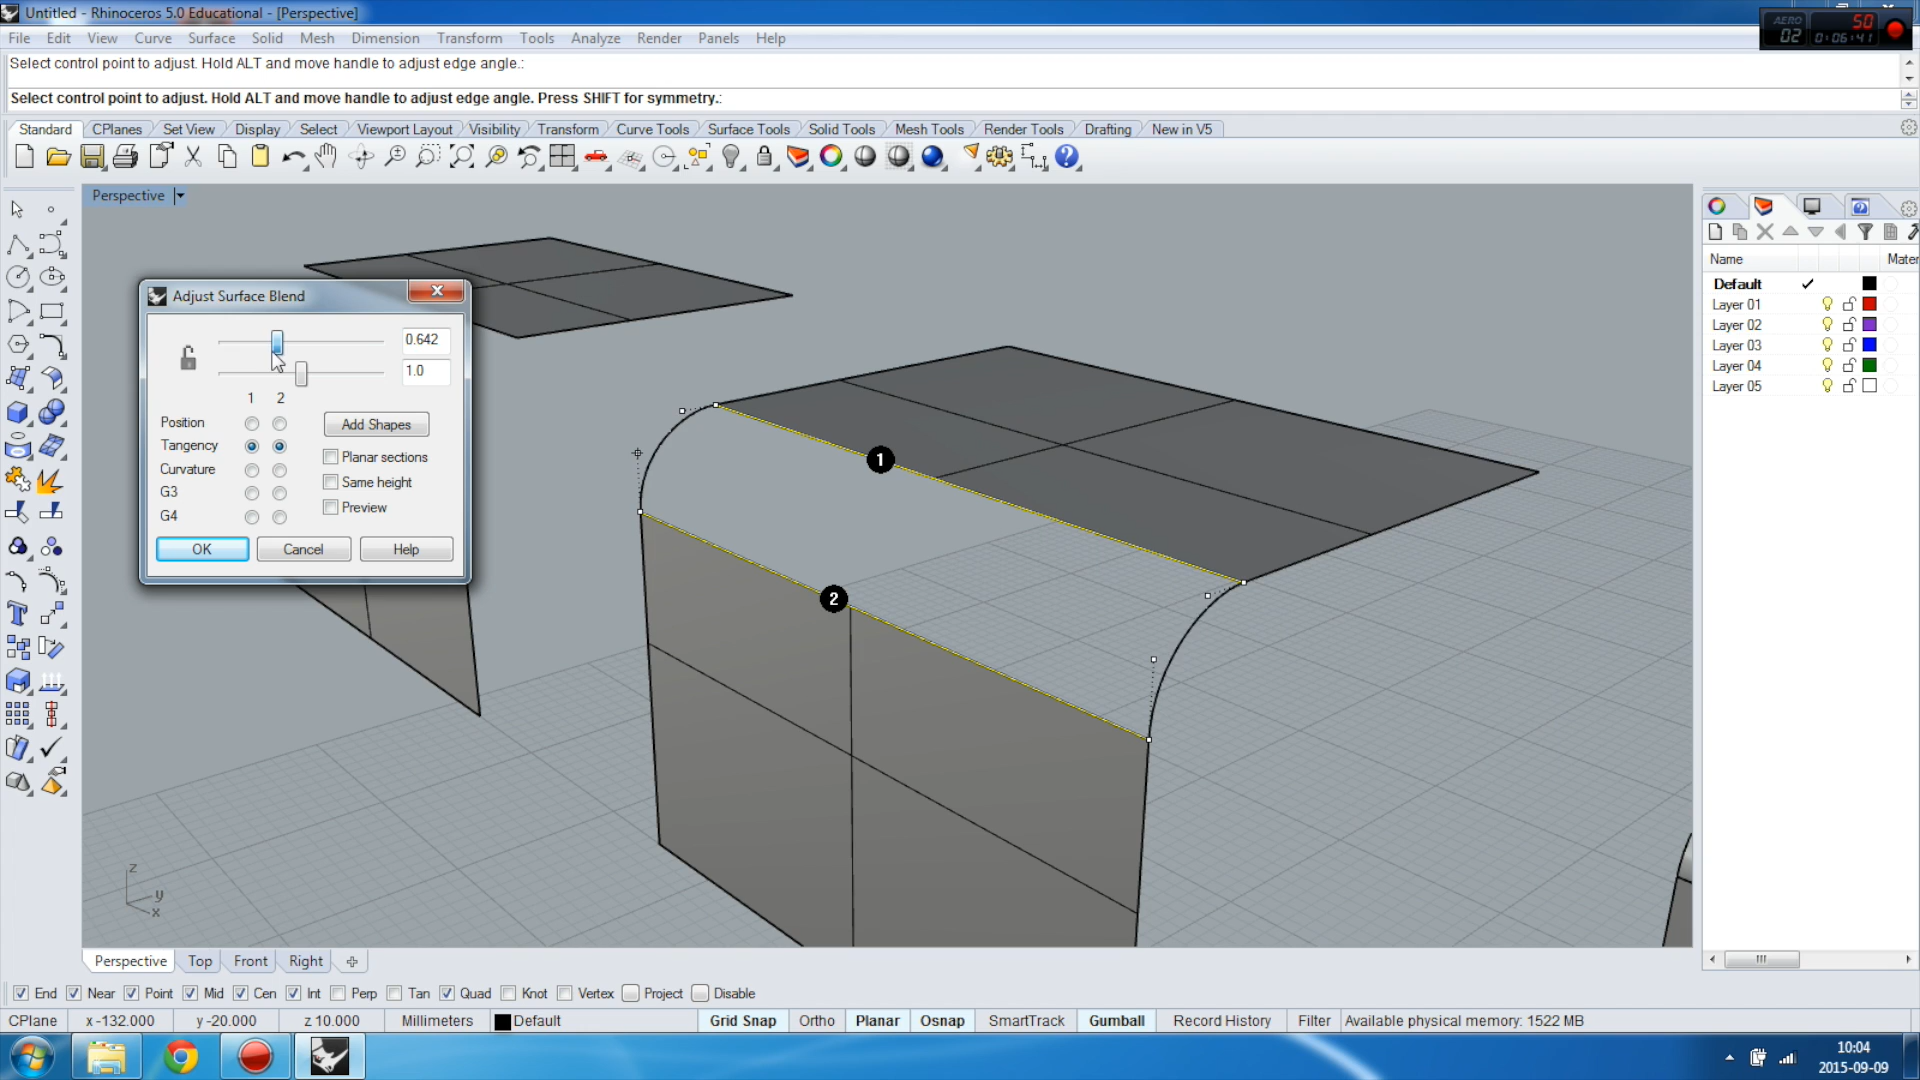 Untitled - Rhinoceros 5.0 Educational - [Perspective]
AERO 02 50 0:06:41
File Edit View Curve Surface Solid Mesh Dimension Transform Tools Analyze Render Panels Help
Select control point to adjust. Hold ALT and move handle to adjust edge angle.:
Select control point to adjust. Hold ALT and move handle to adjust edge angle. Press SHIFT for symmetry.:
Standard CPlanes Set View Display Select Viewport Layout Visibility Transform Curve Tools Surface Tools Solid Tools Mesh Tools Render Tools Drafting New in V5
Perspective
Adjust Surface Blend
0.642
1.0
1 2
Position
Tangency
Curvature
G3
G4
Add Shapes
Planar sections
Same height
Preview
OK Cancel Help
1
2
z
y
x
Name Mater
Default
Layer 01
Layer 02
Layer 03
Layer 04
Layer 05
Perspective Top Front Right
End Near Point Mid Cen Int Perp Tan Quad Knot Vertex Project Disable
CPlane x -132.000 y -20.000 z 10.000 Millimeters Default Grid Snap Ortho Planar Osnap SmartTrack Gumball Record History Filter Available physical memory: 1522 MB
10:04
2015-09-09